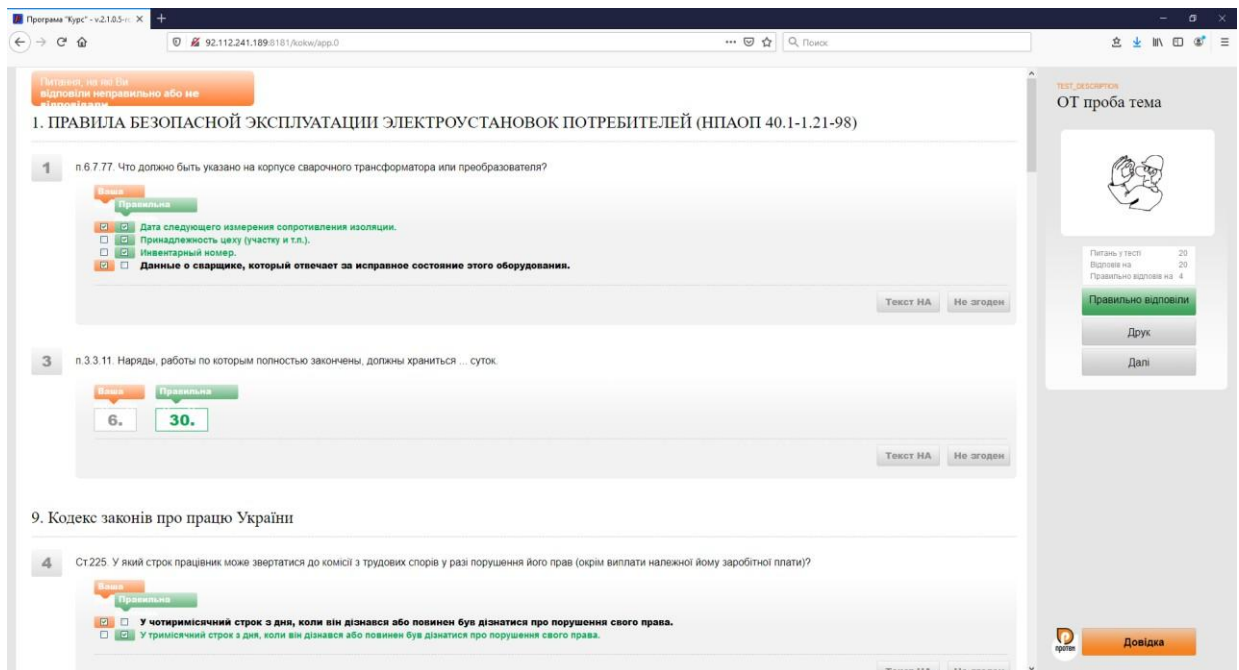 Програма "Курс" - v.2.1.0.5-
92.112.241.189:8181/kokw/app.0
Поиск
Питання, на які Ви
відповіли неправильно або не
відповідали
1. ПРАВИЛА БЕЗОПАСНОЙ ЭКСПЛУАТАЦИИ ЭЛЕКТРОУСТАНОВОК ПОТРЕБИТЕЛЕЙ (НПАОП 40.1-1.21-98)
1
п.6.7.77. Что должно быть указано на корпусе сварочного трансформатора или преобразователя?
Ваша
Правильна
Дата следующего измерения сопротивления изоляции.
Принадлежность цеху (участку и т.п.).
Инвентарный номер.
Данные о сварщике, который отвечает за исправное состояние этого оборудования.
Текст НА
Не згоден
3
п.3.3.11. Наряды, работы по которым полностью закончены, должны храниться ... суток.
Ваша
Правильна
6.
30.
Текст НА
Не згоден
9. Кодекс законів про працю України
4
Ст.225. У який строк працівник може звертатися до комісії з трудових спорів у разі порушення його прав (окрім виплати належної йому заробітної плати)?
Ваша
Правильна
У чотиримісячний строк з дня, коли він дізнався або повинен був дізнатися про порушення свого права.
У тримісячний строк з дня, коли він дізнався або повинен був дізнатися про порушення свого права.
TEST_DESCRIPTION
ОТ проба тема
Питань у тесті 20
Відповів на 20
Правильно відповів на 4
Правильно відповіли
Друк
Далі
протек
Довідка